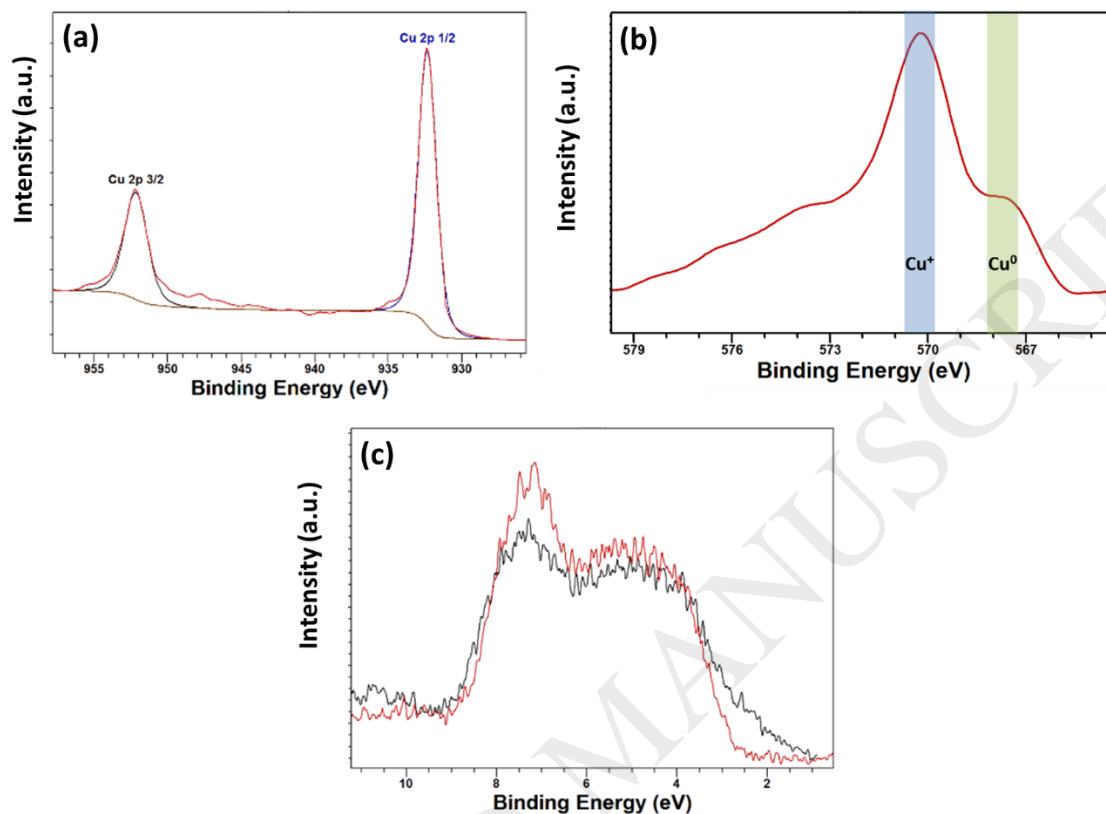 (a)
Cu 2p 1/2
Cu 2p 3/2
Intensity (a.u.)
955 950 945 940 935 930
Binding Energy (eV)
(b)
Intensity (a.u.)
Cu⁺ Cu⁰
579 576 573 570 567
Binding Energy (eV)
(c)
Intensity (a.u.)
10 8 6 4 2
Binding Energy (eV)
MANUSCRIP